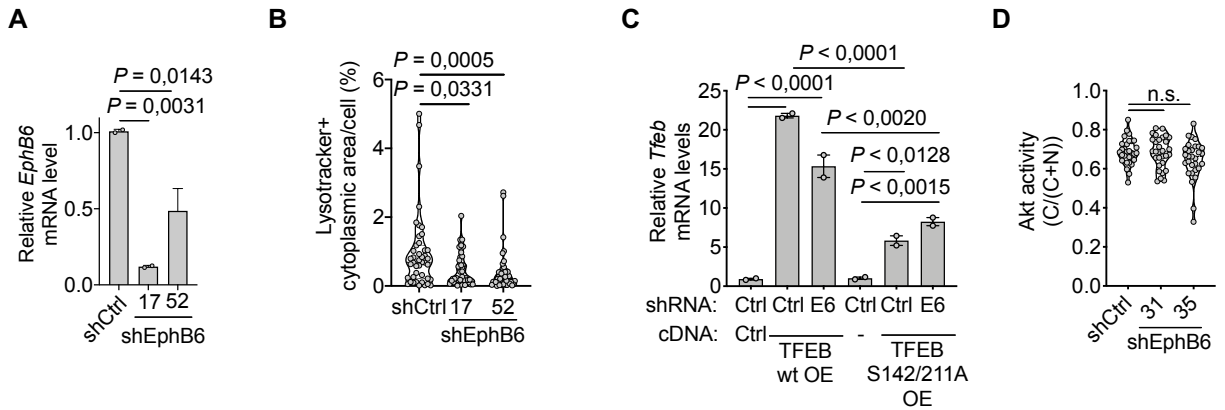 A
Relative EphB6
mRNA level
P = 0,0143
P = 0,0031
1.0
0.5
0.0
shCtrl
17 52
shEphB6
B
Lysotracker+
cytoplasmic area/cell (%)
P = 0,0005
P = 0,0331
6
4
2
0
shCtrl 17 52
shEphB6
C
Relative Tfeb
mRNA levels
P < 0,0001
P < 0,0001
P < 0,0020
P < 0,0128
P < 0,0015
25
20
15
10
5
0
shRNA: Ctrl Ctrl E6 Ctrl Ctrl E6
cDNA: Ctrl TFEB - TFEB
wt OE S142/211A
OE
D
Akt activity
(C/(C+N))
n.s.
1.0
0.8
0.6
0.4
0.2
0.0
shCtrl
31
35
shEphB6